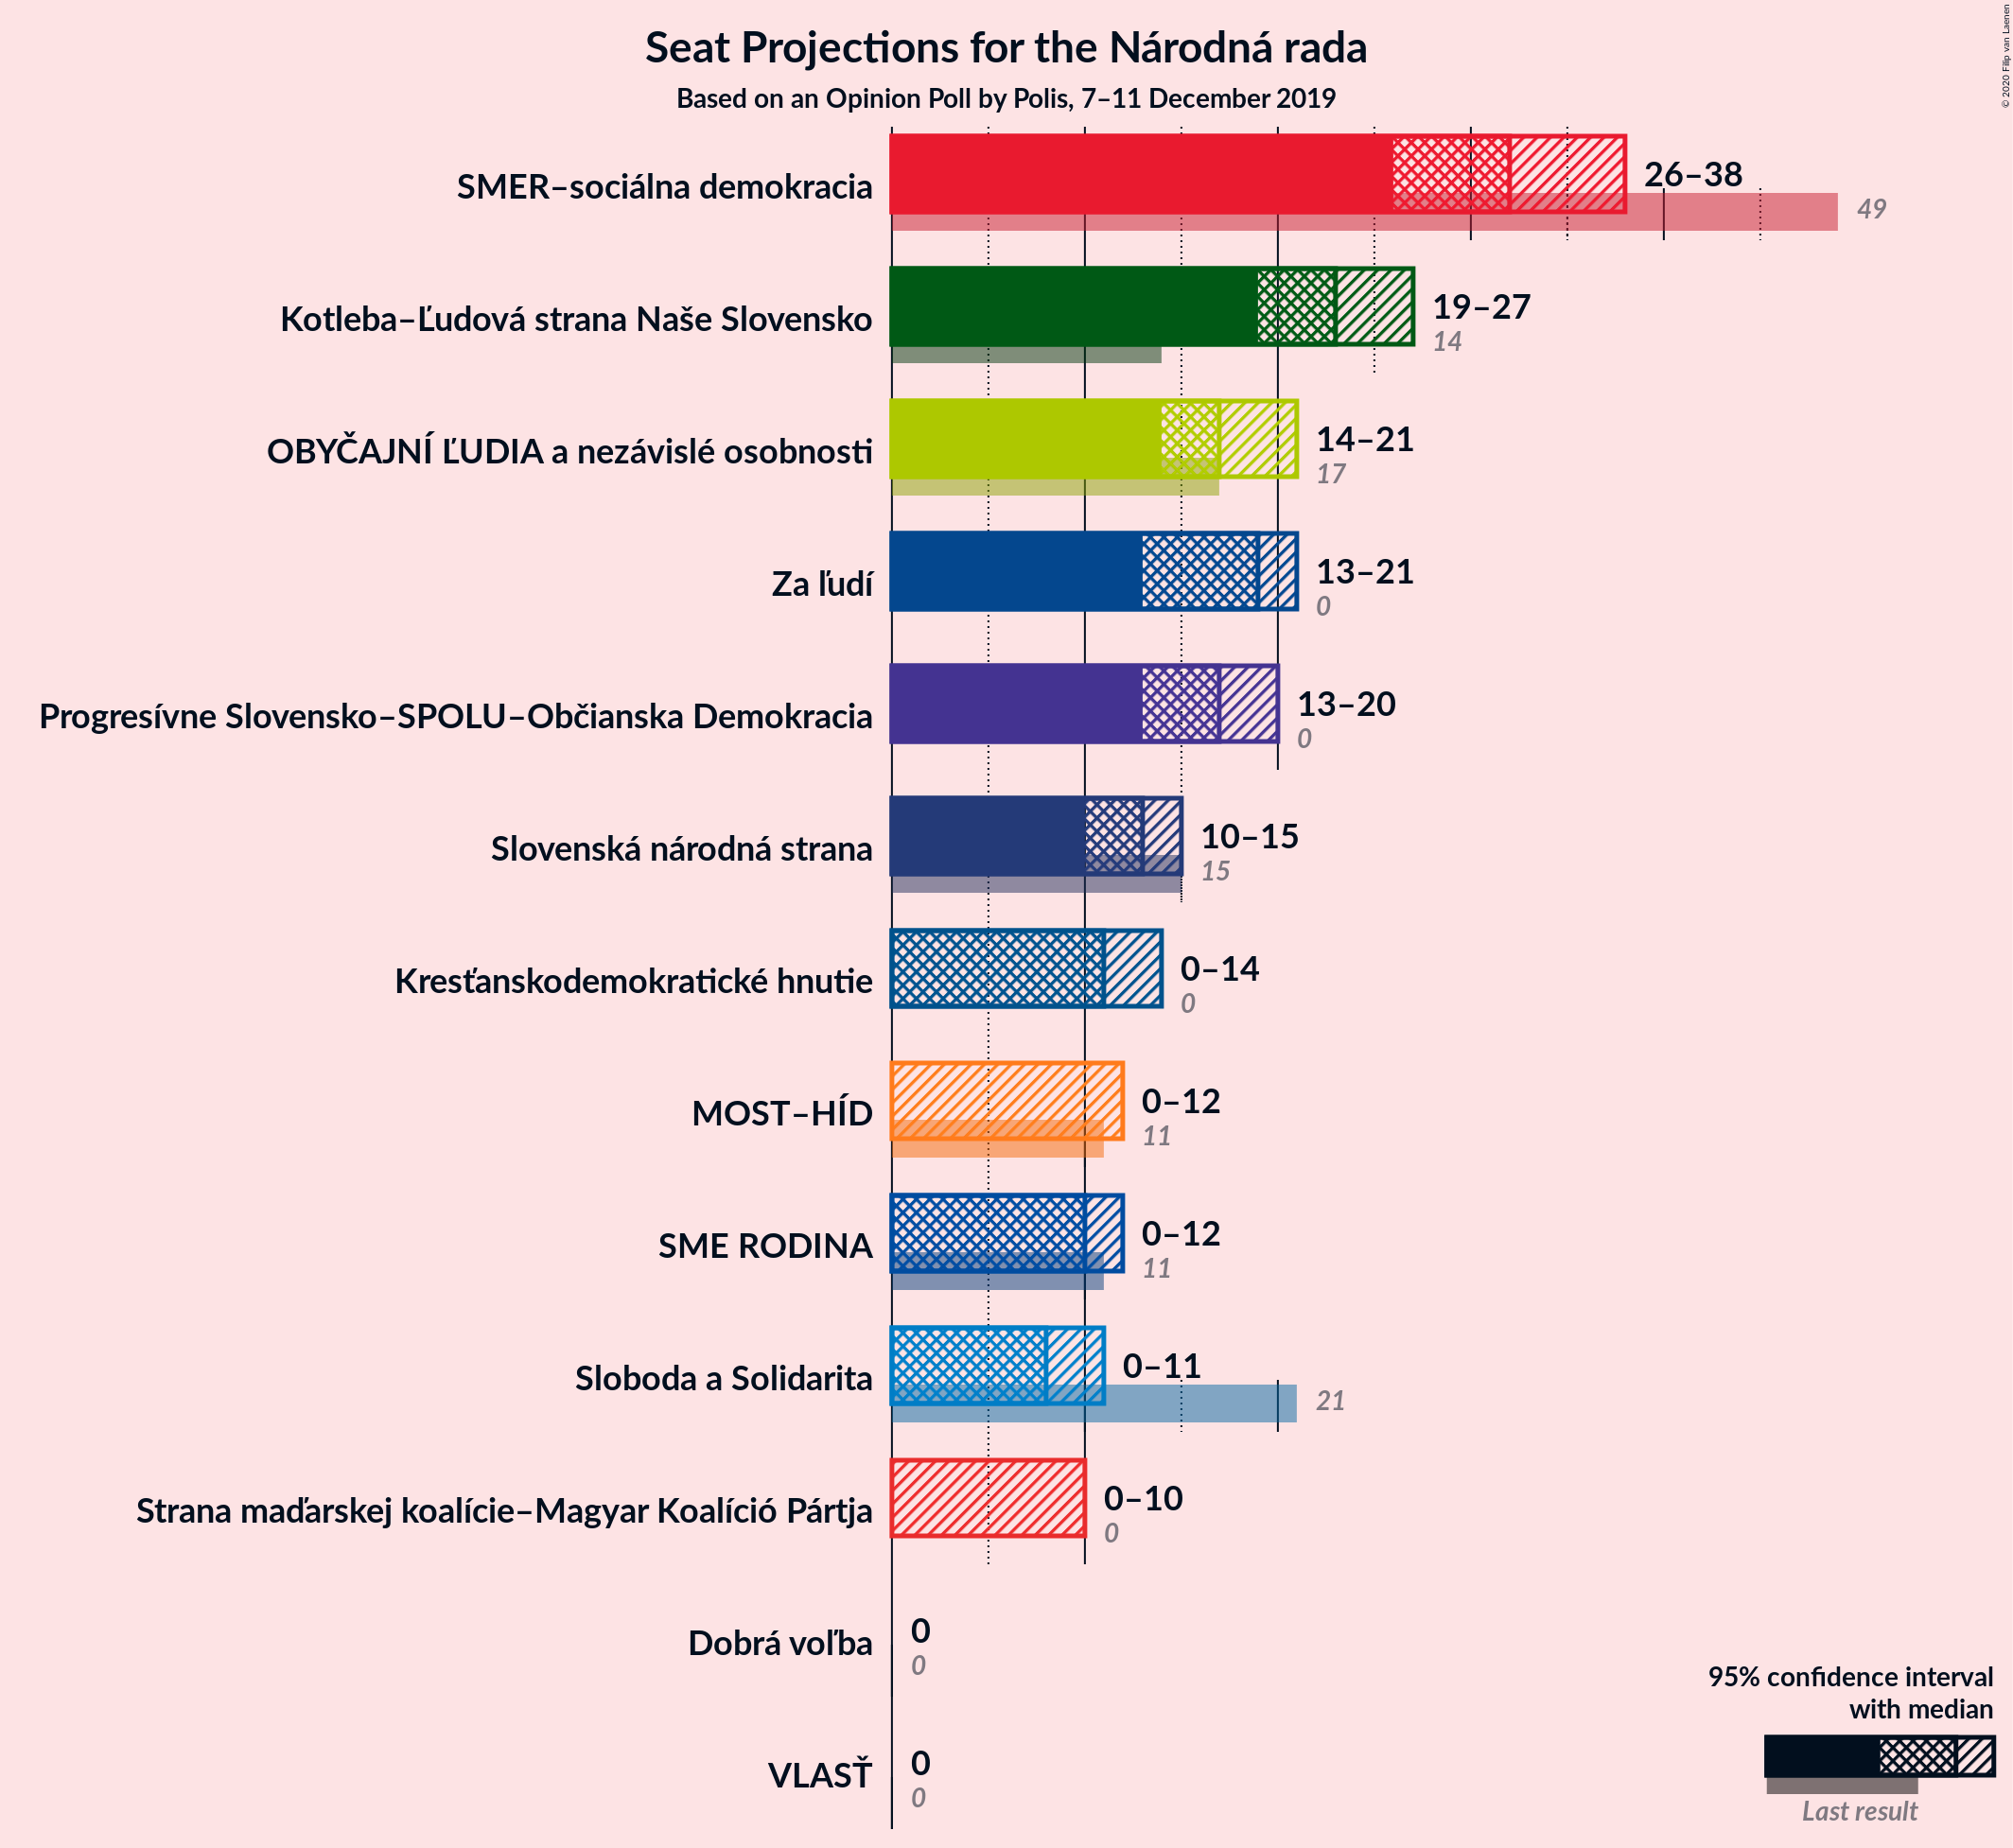 © 2020 Filip van Laenen
Seat Projections for the Národná rada
Based on an Opinion Poll by Polis, 7–11 December 2019
SMER–sociálna demokracia
26–38
49
Kotleba–Ľudová strana Naše Slovensko
19–27
14
OBYČAJNÍ ĽUDIA a nezávislé osobnosti
14–21
17
Za ľudí
13–21
0
Progresívne Slovensko–SPOLU–Občianska Demokracia
13–20
0
Slovenská národná strana
10–15
15
Kresťanskodemokratické hnutie
0–14
0
MOST–HÍD
0–12
11
SME RODINA
0–12
11
Sloboda a Solidarita
0–11
21
Strana maďarskej koalície–Magyar Koalíció Pártja
0–10
0
Dobrá voľba
0
0
VLASŤ
0
0
95% confidence interval
with median
Last result